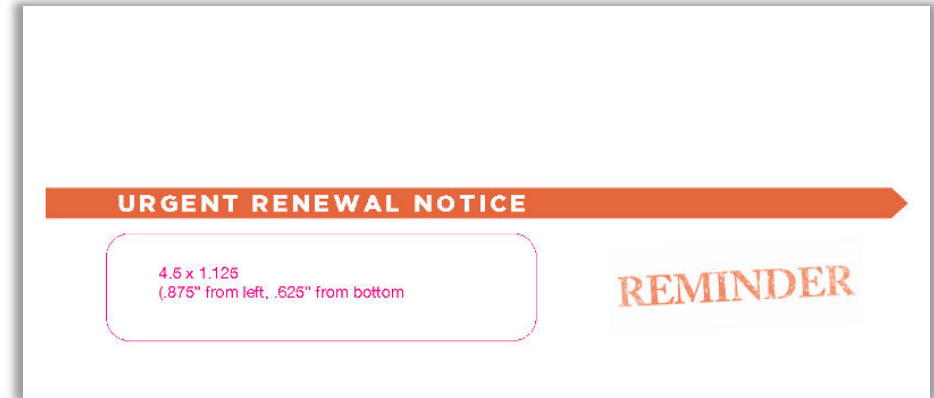 URGENT RENEWAL NOTICE
4.5 x 1.125
(.875" from left, .625" from bottom
REMINDER